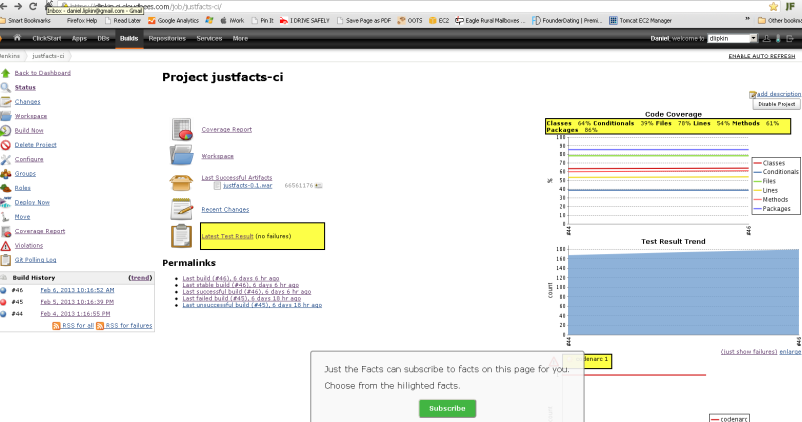 Inbox - daniel.lipkin@gmail.com - Gmail
Smart Bookmarks Firefox Help Read Later Google Analytics iWork Pin It I DRIVE SAFELY Save Page as PDF OOTS EC2 Eagle Rural Mailboxes ... FounderDating | Premi... Tomcat EC2 Manager » Other bookmar
ClickStart Apps DBs Builds Repositories Services More Daniel, welcome to dlipkin
Jenkins justfacts-ci ENABLE AUTO REFRESH
Back to Dashboard
Status
Changes
Workspace
Build Now
Delete Project
Configure
Groups
Roles
Deploy Now
Move
Coverage Report
Violations
Git Polling Log
Build History (trend)
#46 Feb 6, 2013 10:16:52 AM
#45 Feb 5, 2013 10:16:39 PM
#44 Feb 4, 2013 1:16:55 PM
RSS for all RSS for failures
Project justfacts-ci
Coverage Report
Workspace
Last Successful Artifacts
justfacts-0.1.war 66561176
Recent Changes
Latest Test Result (no failures)
Permalinks
Last build (#46), 6 days 6 hr ago
Last stable build (#46), 6 days 6 hr ago
Last successful build (#46), 6 days 6 hr ago
Last failed build (#45), 6 days 18 hr ago
Last unsuccessful build (#45), 6 days 18 hr ago
add description
Disable Project
Code Coverage
Classes 64% Conditionals 39% Files 78% Lines 54% Methods 61%
Packages 86%
100
90
80
70
60
50
40
30
20
10
0
%
#44
#46
Classes
Conditionals
Files
Lines
Methods
Packages
Test Result Trend
180
160
140
120
100
80
60
40
20
0
count
#44
#46
(just show failures) enlarge
codenarc 1
codenarc
Just the Facts can subscribe to facts on this page for you.
Choose from the hilighted facts.
Subscribe